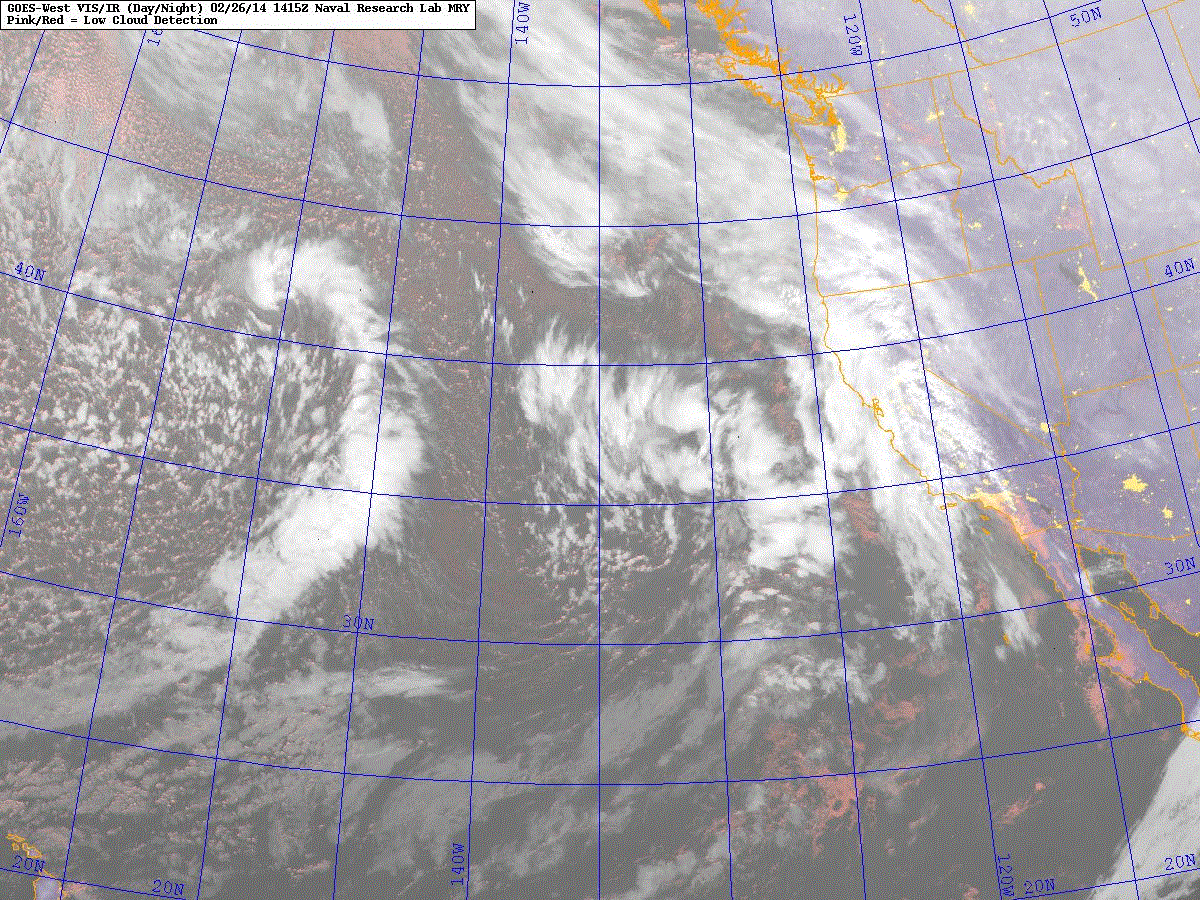 GOES-West VIS/IR (Day/Night) 02/26/14 1415Z Naval Research Lab MRY
Pink/Red = Low Cloud Detection
140W
120W
50N
40N
40N
160W
30N
30N
140W
120W
20N
20N
20N
20N